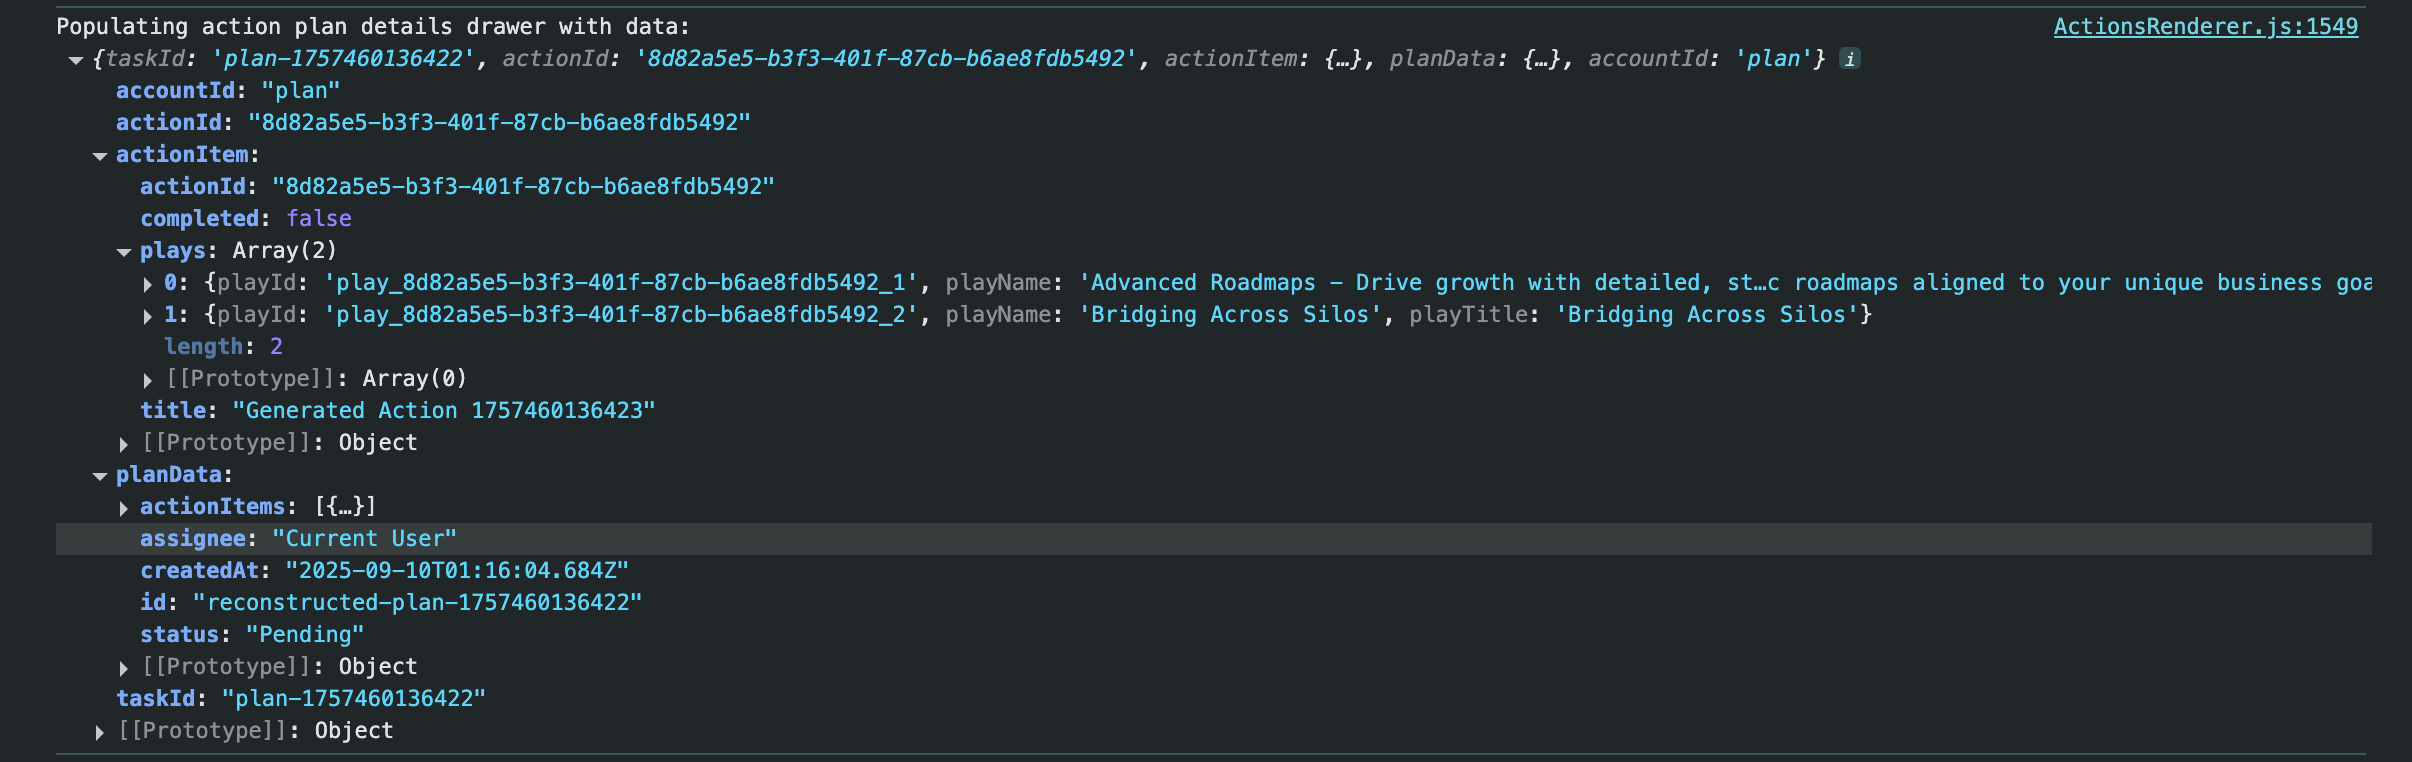 Populating action plan details drawer with data: ActionsRenderer.js:1549
{taskId: 'plan-1757460136422', actionId: '8d82a5e5-b3f3-401f-87cb-b6ae8fdb5492', actionItem: {…}, planData: {…}, accountId: 'plan'} i
accountId: "plan"
actionId: "8d82a5e5-b3f3-401f-87cb-b6ae8fdb5492"
actionItem:
actionId: "8d82a5e5-b3f3-401f-87cb-b6ae8fdb5492"
completed: false
plays: Array(2)
0: {playId: 'play_8d82a5e5-b3f3-401f-87cb-b6ae8fdb5492_1', playName: 'Advanced Roadmaps – Drive growth with detailed, st…c roadmaps aligned to your unique business goa
1: {playId: 'play_8d82a5e5-b3f3-401f-87cb-b6ae8fdb5492_2', playName: 'Bridging Across Silos', playTitle: 'Bridging Across Silos'}
length: 2
[[Prototype]]: Array(0)
title: "Generated Action 1757460136423"
[[Prototype]]: Object
planData:
actionItems: [{…}]
assignee: "Current User"
createdAt: "2025-09-10T01:16:04.684Z"
id: "reconstructed-plan-1757460136422"
status: "Pending"
[[Prototype]]: Object
taskId: "plan-1757460136422"
[[Prototype]]: Object